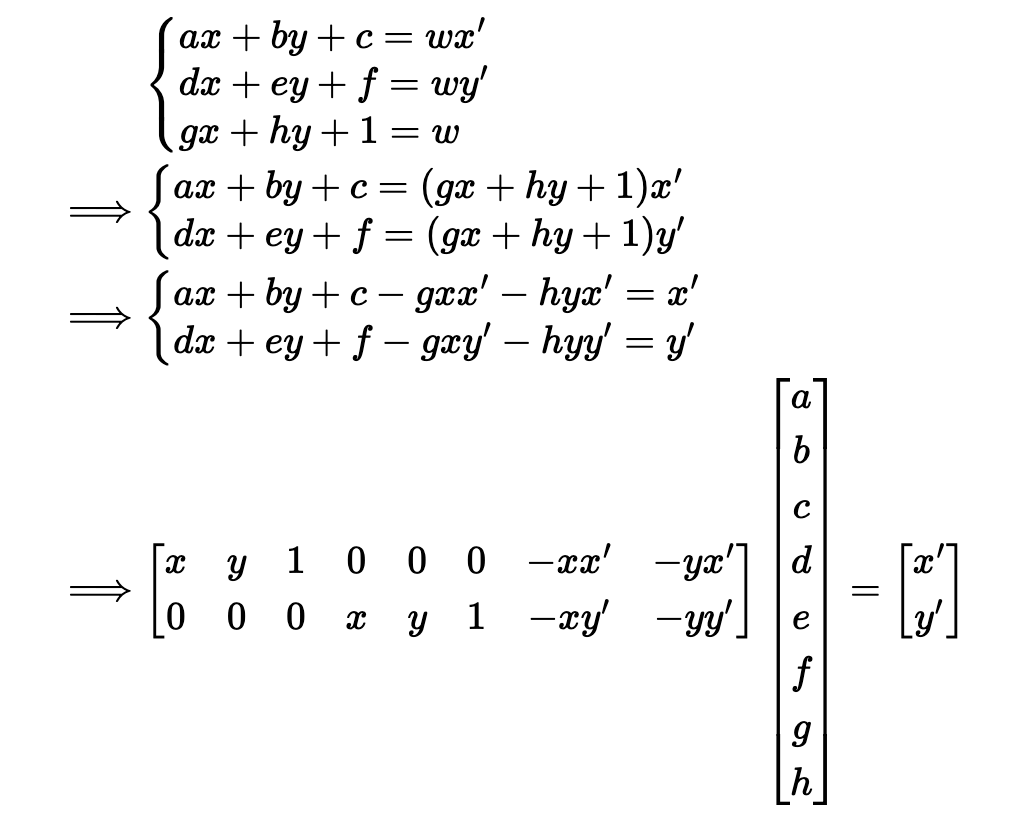 {ax + by + c = wx′
dx + ey + f = wy′
gx + hy + 1 = w
⟹ {ax + by + c = (gx + hy + 1)x′
dx + ey + f = (gx + hy + 1)y′
⟹ {ax + by + c − gxx′ − hyx′ = x′
dx + ey + f − gxy′ − hyy′ = y′
⟹ [x y 1 0 0 0 −xx′ −yx′
0 0 0 x y 1 −xy′ −yy′]
[a
b
c
d
e
f
g
h]
= [x′
y′]